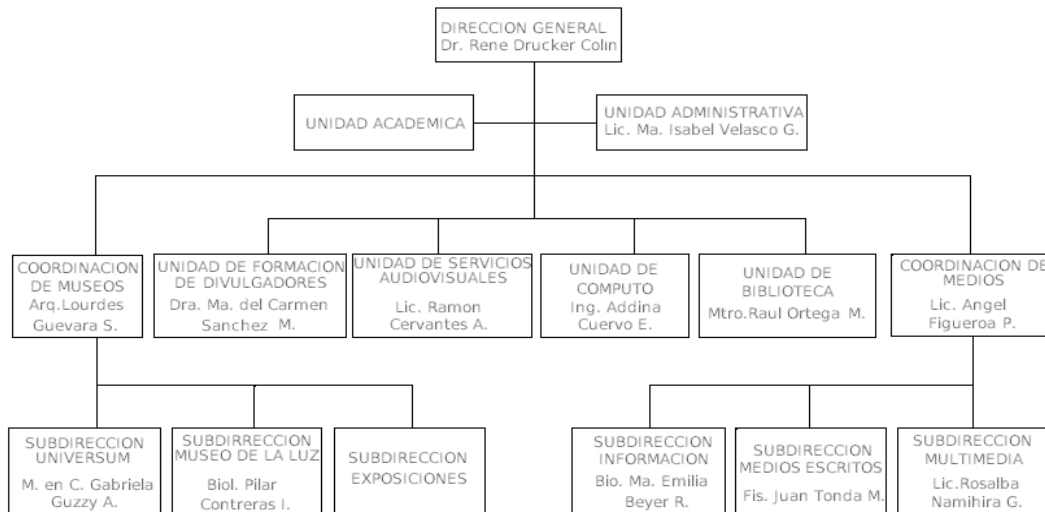 DIRECCION GENERAL
Dr. Rene Drucker Colin
UNIDAD ACADEMICA
UNIDAD ADMINISTRATIVA
Lic. Ma. Isabel Velasco G.
COORDINACION
DE MUSEOS
Arq.Lourdes
Guevara S.
UNIDAD DE FORMACION
DE DIVULGADORES
Dra. Ma. del Carmen
Sanchez M.
UNIDAD DE SERVICIOS
AUDIOVISUALES
Lic. Ramon
Cervantes A.
UNIDAD DE
COMPUTO
Ing. Addina
Cuervo E.
UNIDAD DE
BIBLIOTECA
Mtro.Raul Ortega M.
COORDINACION DE
MEDIOS
Lic. Angel
Figueroa P.
SUBDIRECCION
UNIVERSUM
M. en C. Gabriela
Guzzy A.
SUBDIRRECCION
MUSEO DE LA LUZ
Biol. Pilar
Contreras I.
SUBDIRECCION
EXPOSICIONES
SUBDIRECCION
INFORMACION
Bio. Ma. Emilia
Beyer R.
SUBDIRECCION
MEDIOS ESCRITOS
Fis. Juan Tonda M.
SUBDIRECCION
MULTIMEDIA
Lic.Rosalba
Namihira G.